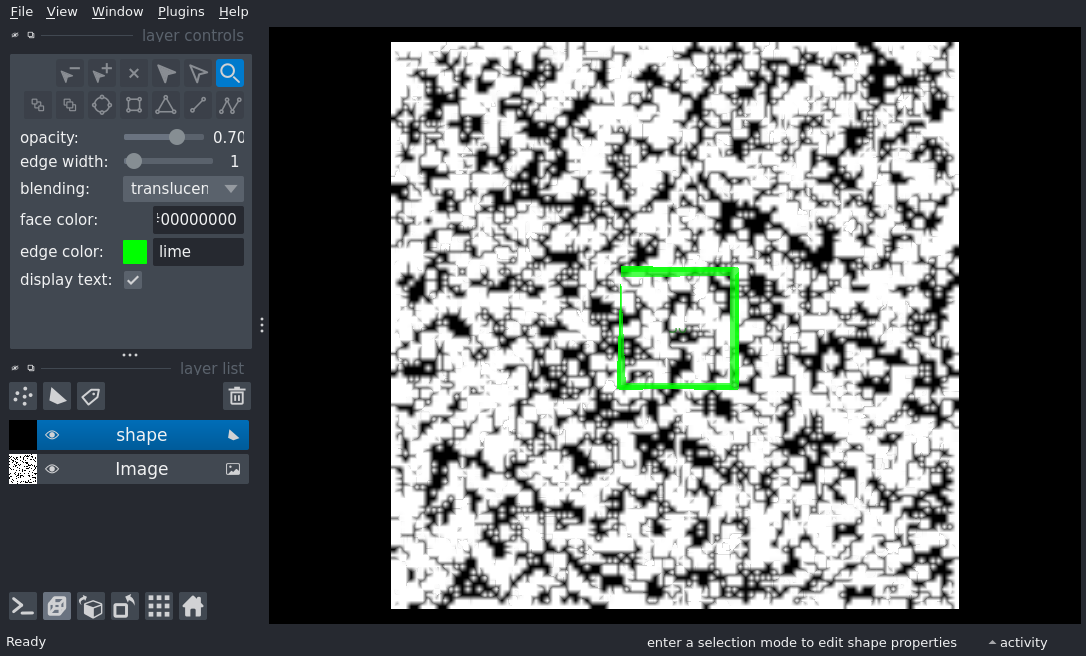 File View Window Plugins Help
layer controls
opacity: 0.70
edge width: 1
blending: translucen
face color: 00000000
edge color: lime
display text:
layer list
shape
Image
Ready
enter a selection mode to edit shape properties
activity